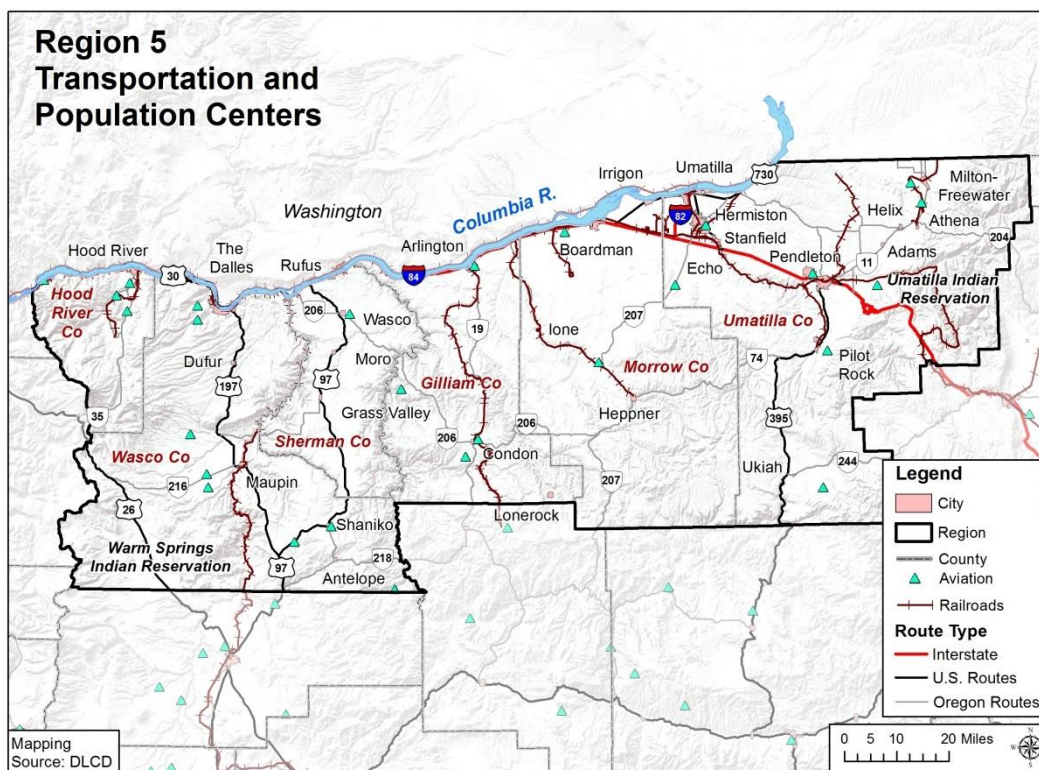 Region 5
Transportation and
Population Centers
Washington
Columbia R.
Irrigon
Umatilla
730
Milton-
Freewater
Hood River
The
Dalles
Rufus
Arlington
Boardman
82
Hermiston
Stanfield
Helix
Athena
204
30
84
Echo
Pendleton
11
Adams
Umatilla Indian
Reservation
Hood
River
Co
206
Wasco
19
Ione
207
Umatilla Co
Dufur
Moro
Gilliam Co
Morrow Co
74
Pilot
Rock
197
97
Grass Valley
Heppner
35
Sherman Co
206
206
395
Wasco Co
Condon
Ukiah
244
216
Maupin
207
26
Lonerock
Shaniko
Warm Springs
Indian Reservation
97
218
Antelope
Legend
City
Region
County
Aviation
Railroads
Route Type
Interstate
U.S. Routes
Oregon Routes
Mapping
Source: DLCD
0 5 10 20 Miles
N
W
E
S